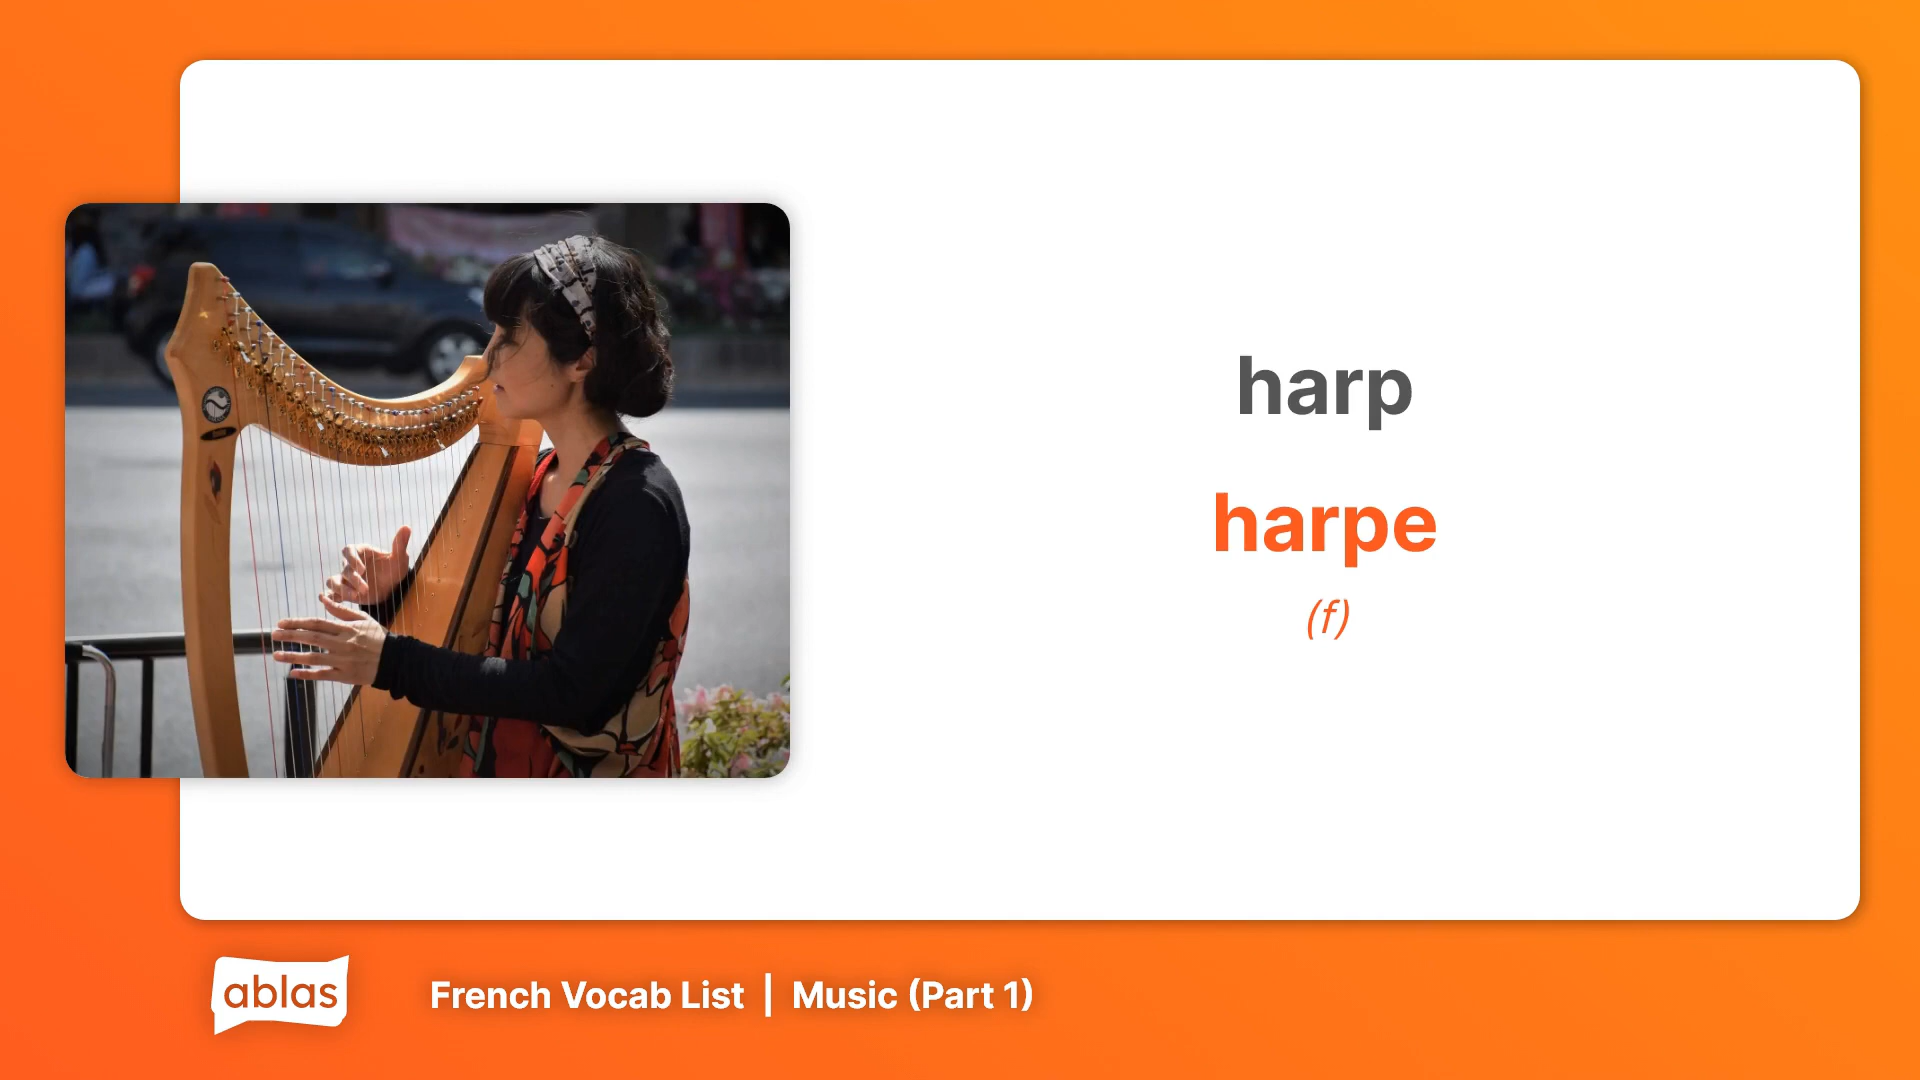 harp
harpe
(f)
ablas
French Vocab List | Music (Part 1)